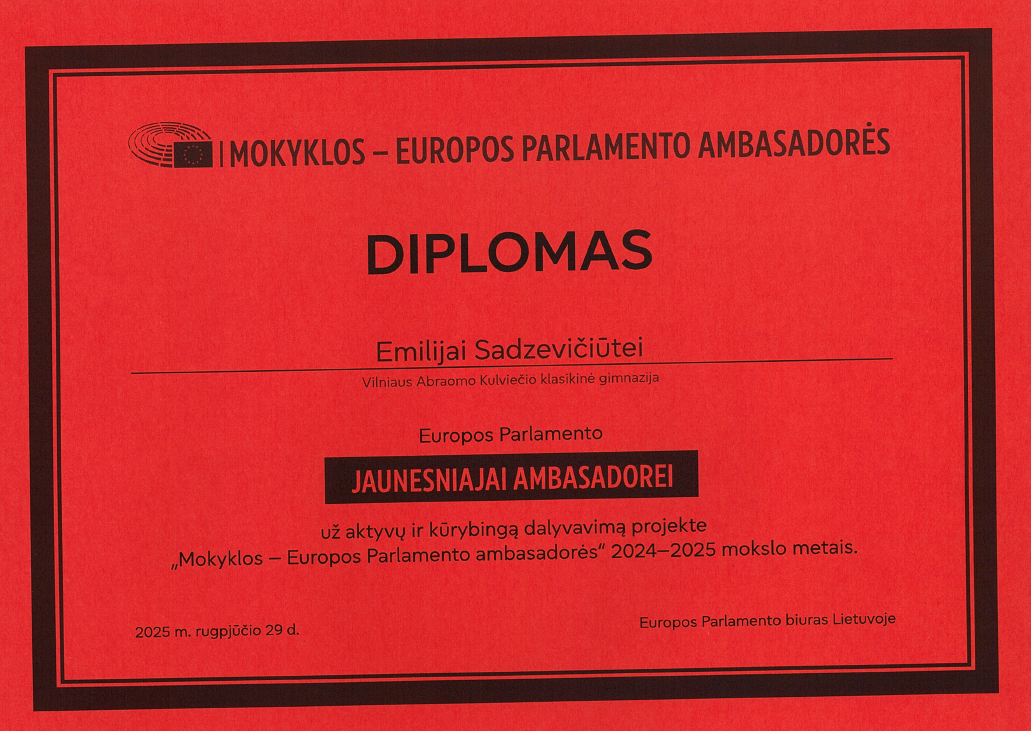 MOKYKLOS – EUROPOS PARLAMENTO AMBASADORĖS
DIPLOMAS
Emilijai Sadzevičiūtei
Vilniaus Abraomo Kulviečio klasikinė gimnazija
Europos Parlamento
JAUNESNIAJAI AMBASADOREI
už aktyvų ir kūrybingą dalyvavimą projekte
„Mokyklos – Europos Parlamento ambasadorės“ 2024–2025 mokslo metais.
2025 m. rugpjūčio 29 d.
Europos Parlamento biuras Lietuvoje